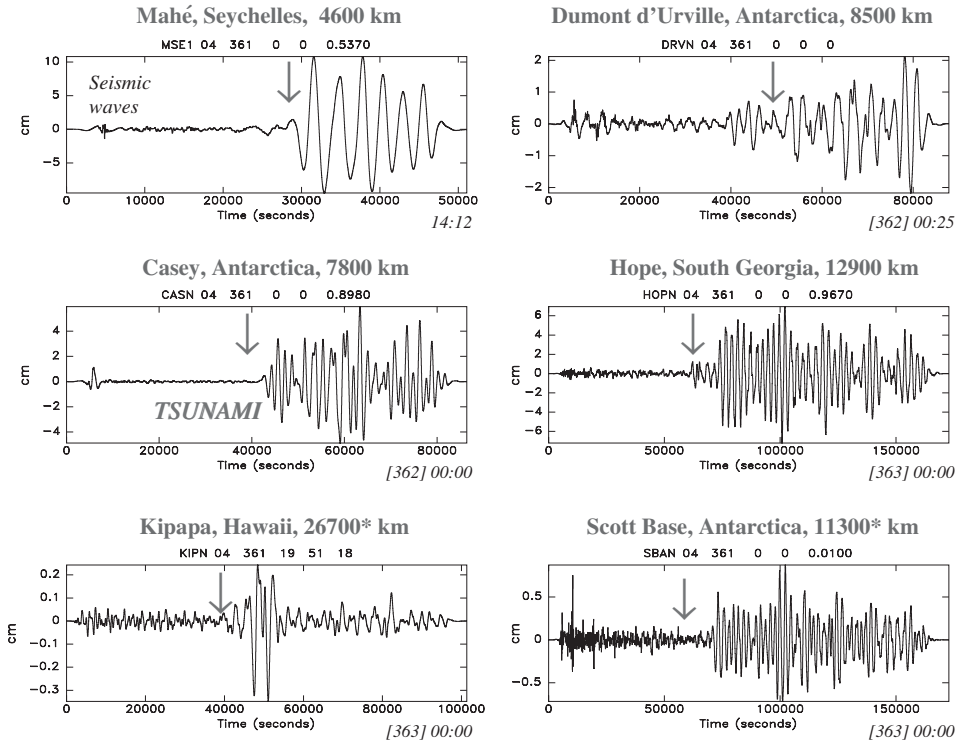 Mahé, Seychelles, 4600 km
MSE1 04 361 0 0 0.5370
10
5
0
−5
cm
Seismic
waves
0 10000 20000 30000 40000 50000
Time (seconds)
14:12
Dumont d'Urville, Antarctica, 8500 km
DRVN 04 361 0 0 0
2
1
0
−1
−2
cm
0 20000 40000 60000 80000
Time (seconds)
[362] 00:25
Casey, Antarctica, 7800 km
CASN 04 361 0 0 0.8980
4
2
0
−2
−4
cm
TSUNAMI
0 20000 40000 60000 80000
Time (seconds)
[362] 00:00
Hope, South Georgia, 12900 km
HOPN 04 361 0 0 0.9670
6
4
2
0
−2
−4
−6
cm
0 50000 100000 150000
Time (seconds)
[363] 00:00
Kipapa, Hawaii, 26700* km
KIPN 04 361 19 51 18
0.2
0.1
0
−0.1
−0.2
−0.3
cm
0 20000 40000 60000 80000 100000
Time (seconds)
[363] 00:00
Scott Base, Antarctica, 11300* km
SBAN 04 361 0 0 0.0100
0.5
0
−0.5
cm
0 50000 100000 150000
Time (seconds)
[363] 00:00